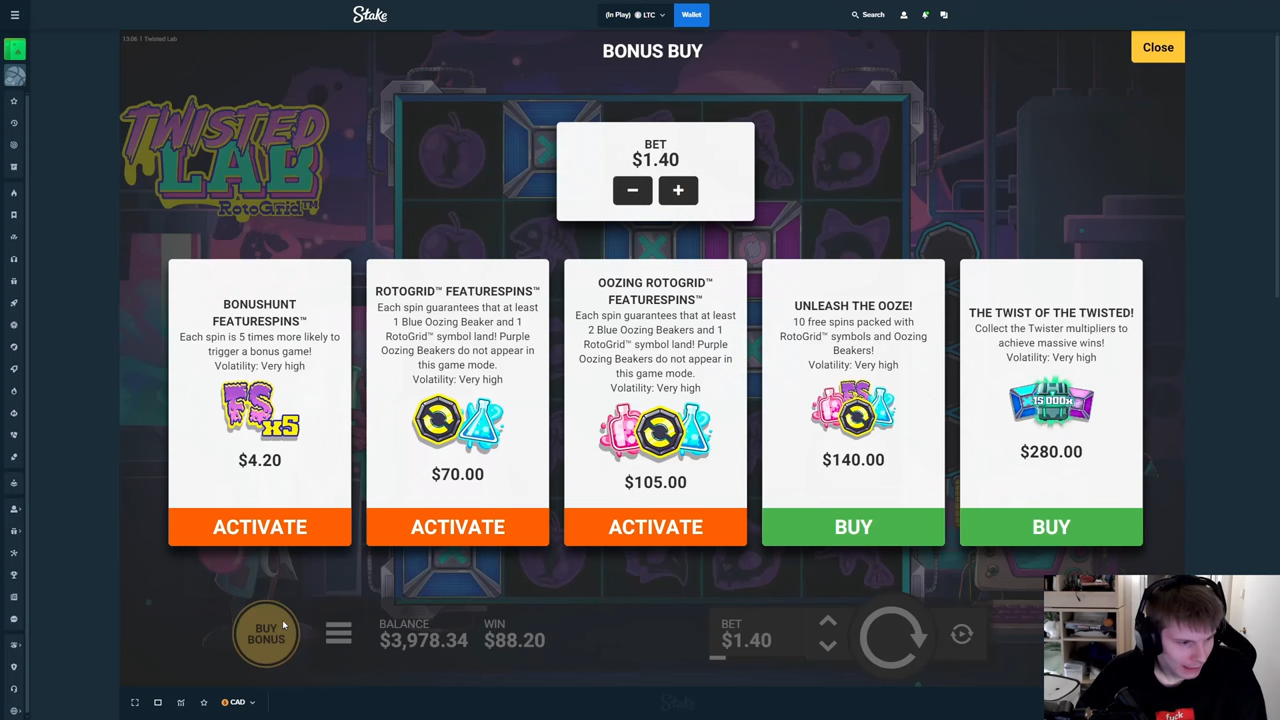 Stake
(In Play) LTC
Wallet
Search
13:06 | Twisted Lab
BONUS BUY
Close
TWISTED
LAB
RotoGrid™
BET
$1.40
−
+
BONUSHUNT
FEATURESPINS™
Each spin is 5 times more likely to
trigger a bonus game!
Volatility: Very high
FS
x5
$4.20
ACTIVATE
ROTOGRID™ FEATURESPINS™
Each spin guarantees that at least
1 Blue Oozing Beaker and 1
RotoGrid™ symbol land! Purple
Oozing Beakers do not appear in
this game mode.
Volatility: Very high
$70.00
ACTIVATE
OOZING ROTOGRID™
FEATURESPINS™
Each spin guarantees that at least
2 Blue Oozing Beakers and 1
RotoGrid™ symbol land! Purple
Oozing Beakers do not appear in
this game mode.
Volatility: Very high
$105.00
ACTIVATE
UNLEASH THE OOZE!
10 free spins packed with
RotoGrid™ symbols and Oozing
Beakers!
Volatility: Very high
FS
$140.00
BUY
THE TWIST OF THE TWISTED!
Collect the Twister multipliers to
achieve massive wins!
Volatility: Very high
15 000x
$280.00
BUY
BUY
BONUS
BALANCE
$3,978.34
WIN
$88.20
BET
$1.40
CAD
Stake
fuck